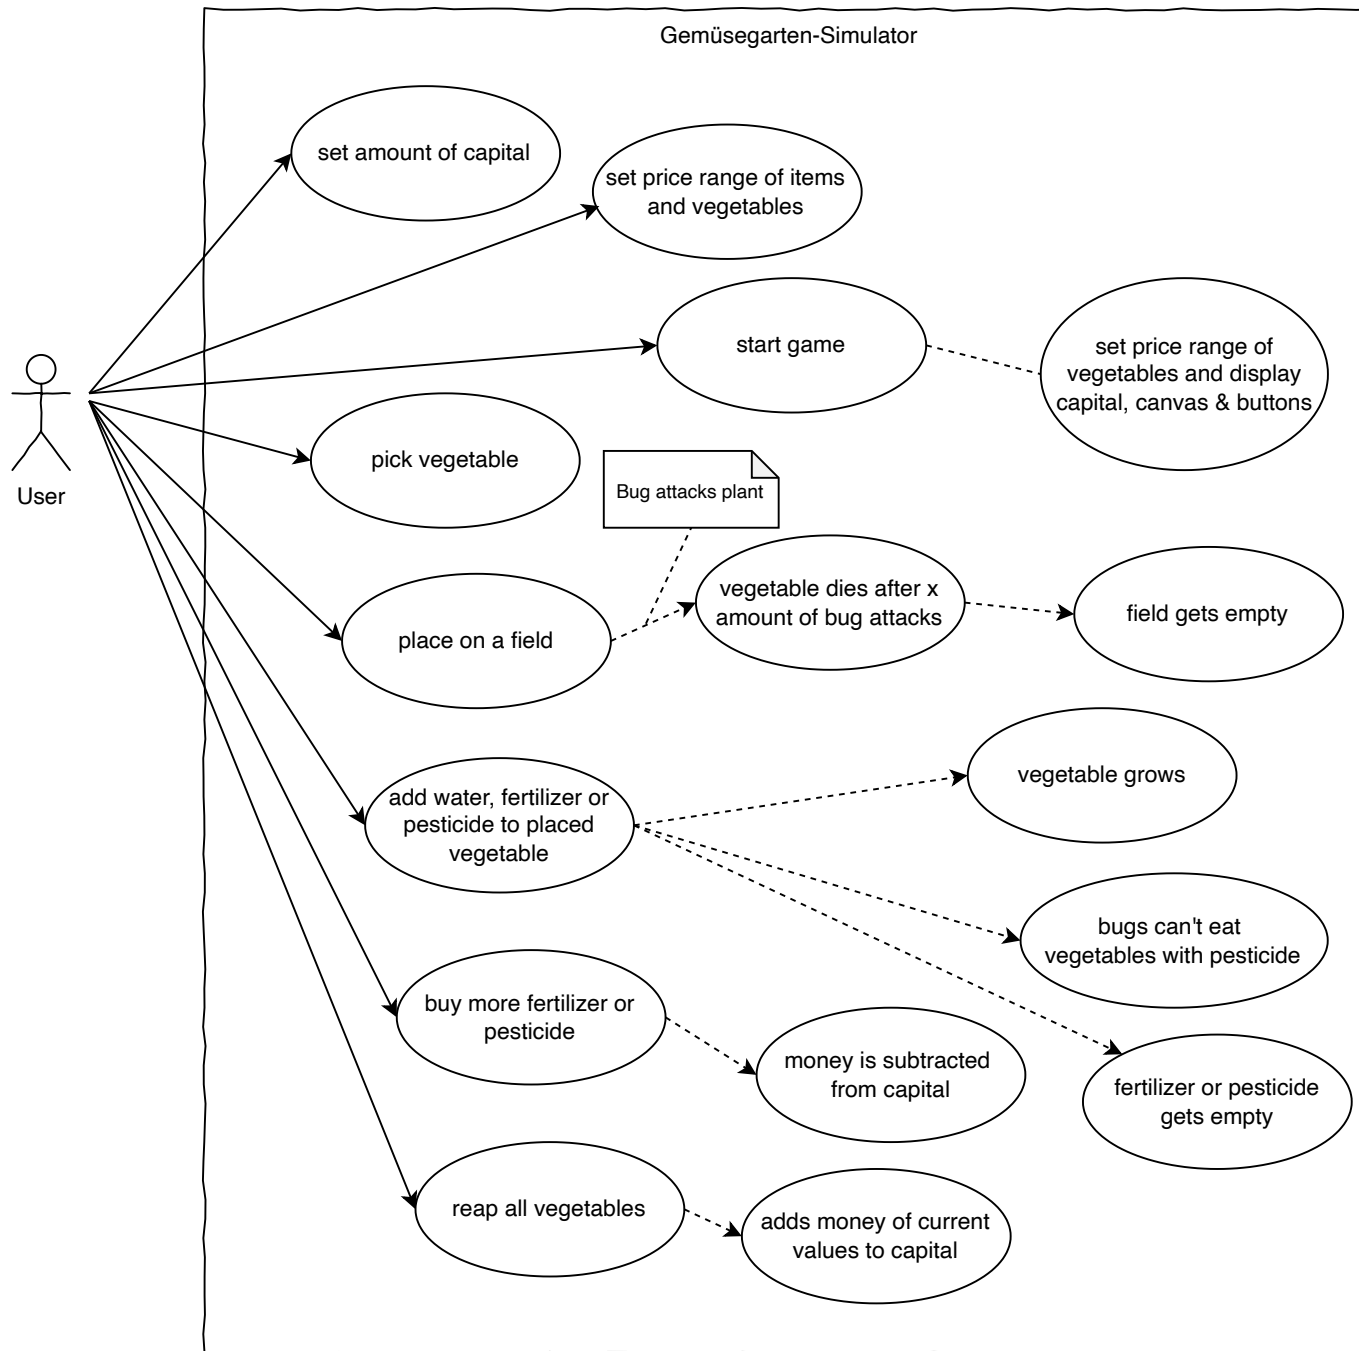 Gemüsegarten-Simulator
set amount of capital
set price range of items
and vegetables
start game
set price range of
vegetables and display
capital, canvas & buttons
User
pick vegetable
Bug attacks plant
place on a field
vegetable dies after x
amount of bug attacks
field gets empty
add water, fertilizer or
pesticide to placed
vegetable
vegetable grows
bugs can't eat
vegetables with pesticide
fertilizer or pesticide
gets empty
buy more fertilizer or
pesticide
money is subtracted
from capital
reap all vegetables
adds money of current
values to capital